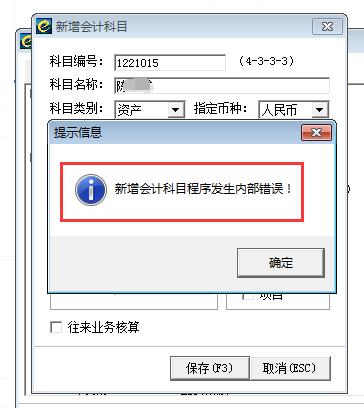 新增会计科目
科目编号: 1221015 (4-3-3-3)
科目名称:
科目类别: 资产 指定币种: 人民币
提示信息
新增会计科目程序发生内部错误！
确定
项目
往来业务核算
保存(F3) 取消(ESC)